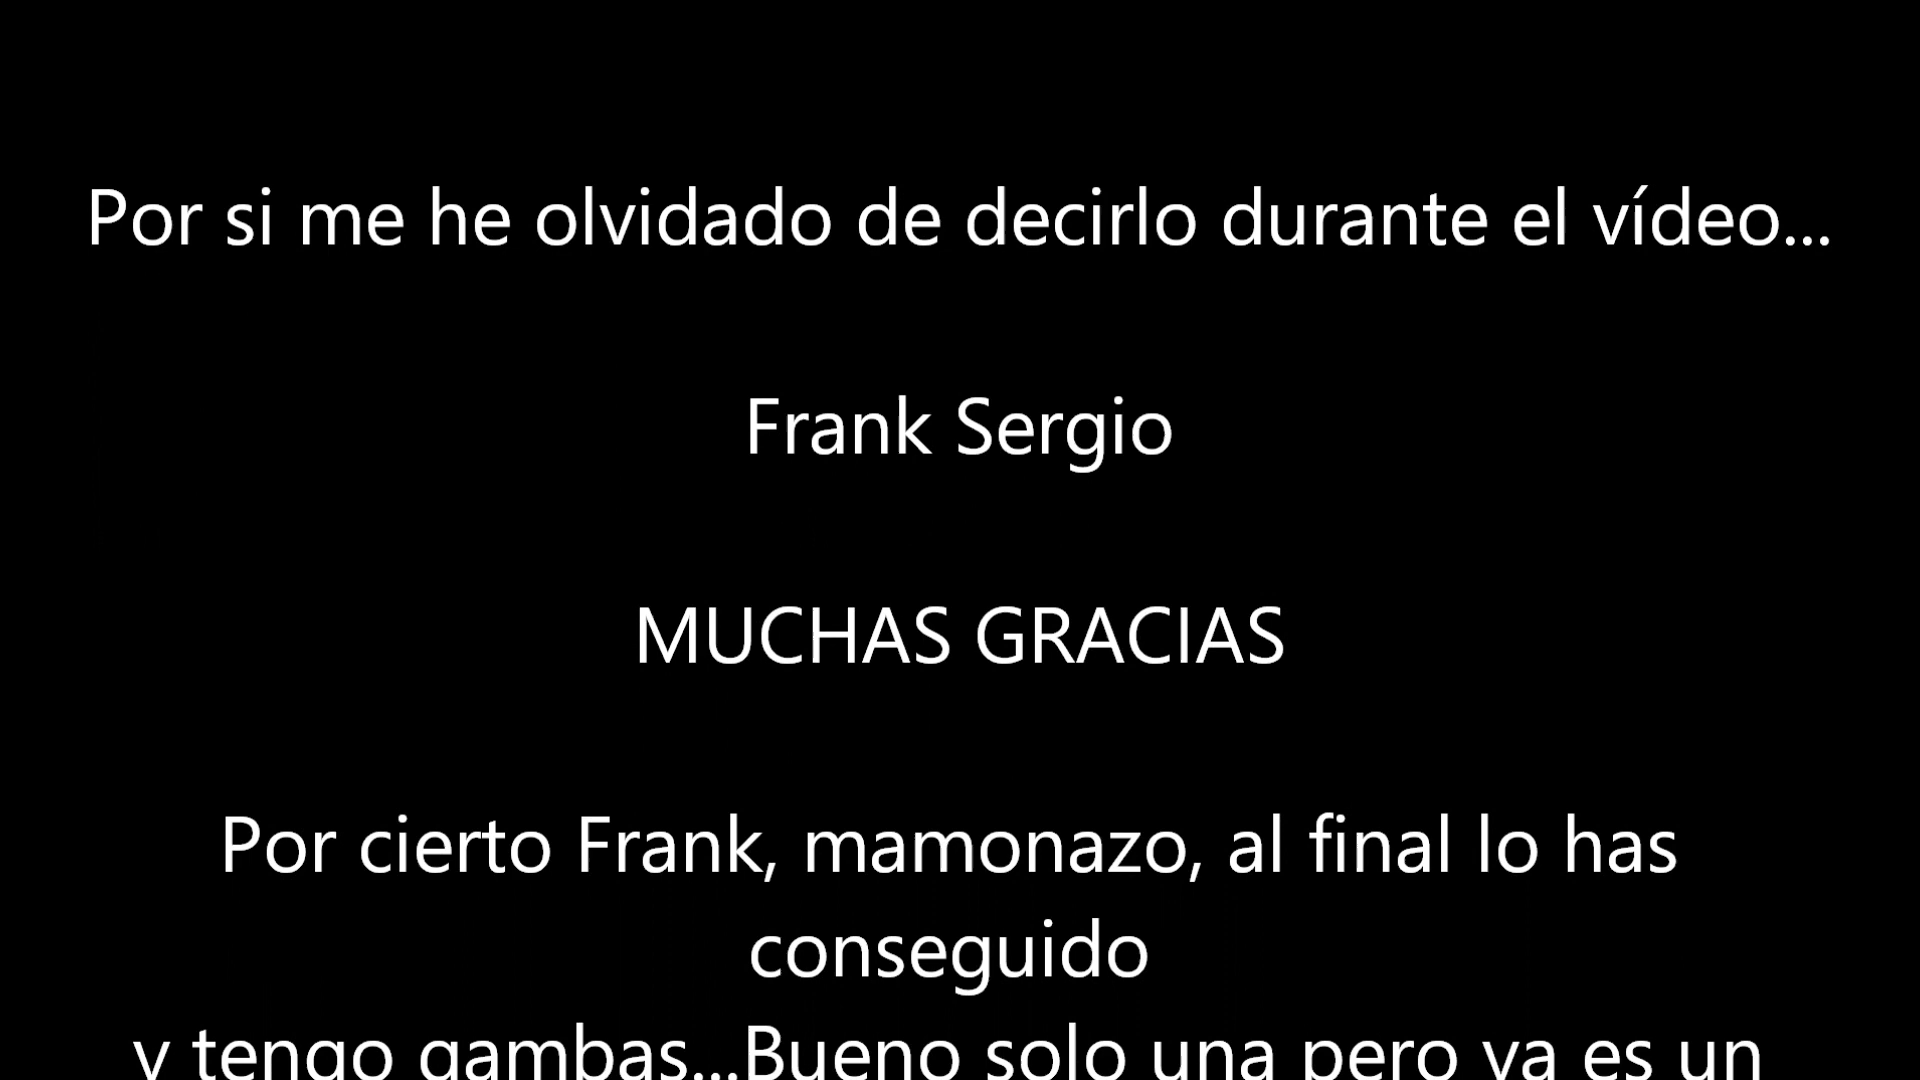 Por si me he olvidado de decirlo durante el vídeo...
Frank Sergio
MUCHAS GRACIAS
Por cierto Frank, mamonazo, al final lo has
conseguido
y tengo gambas...Bueno solo una pero ya es un